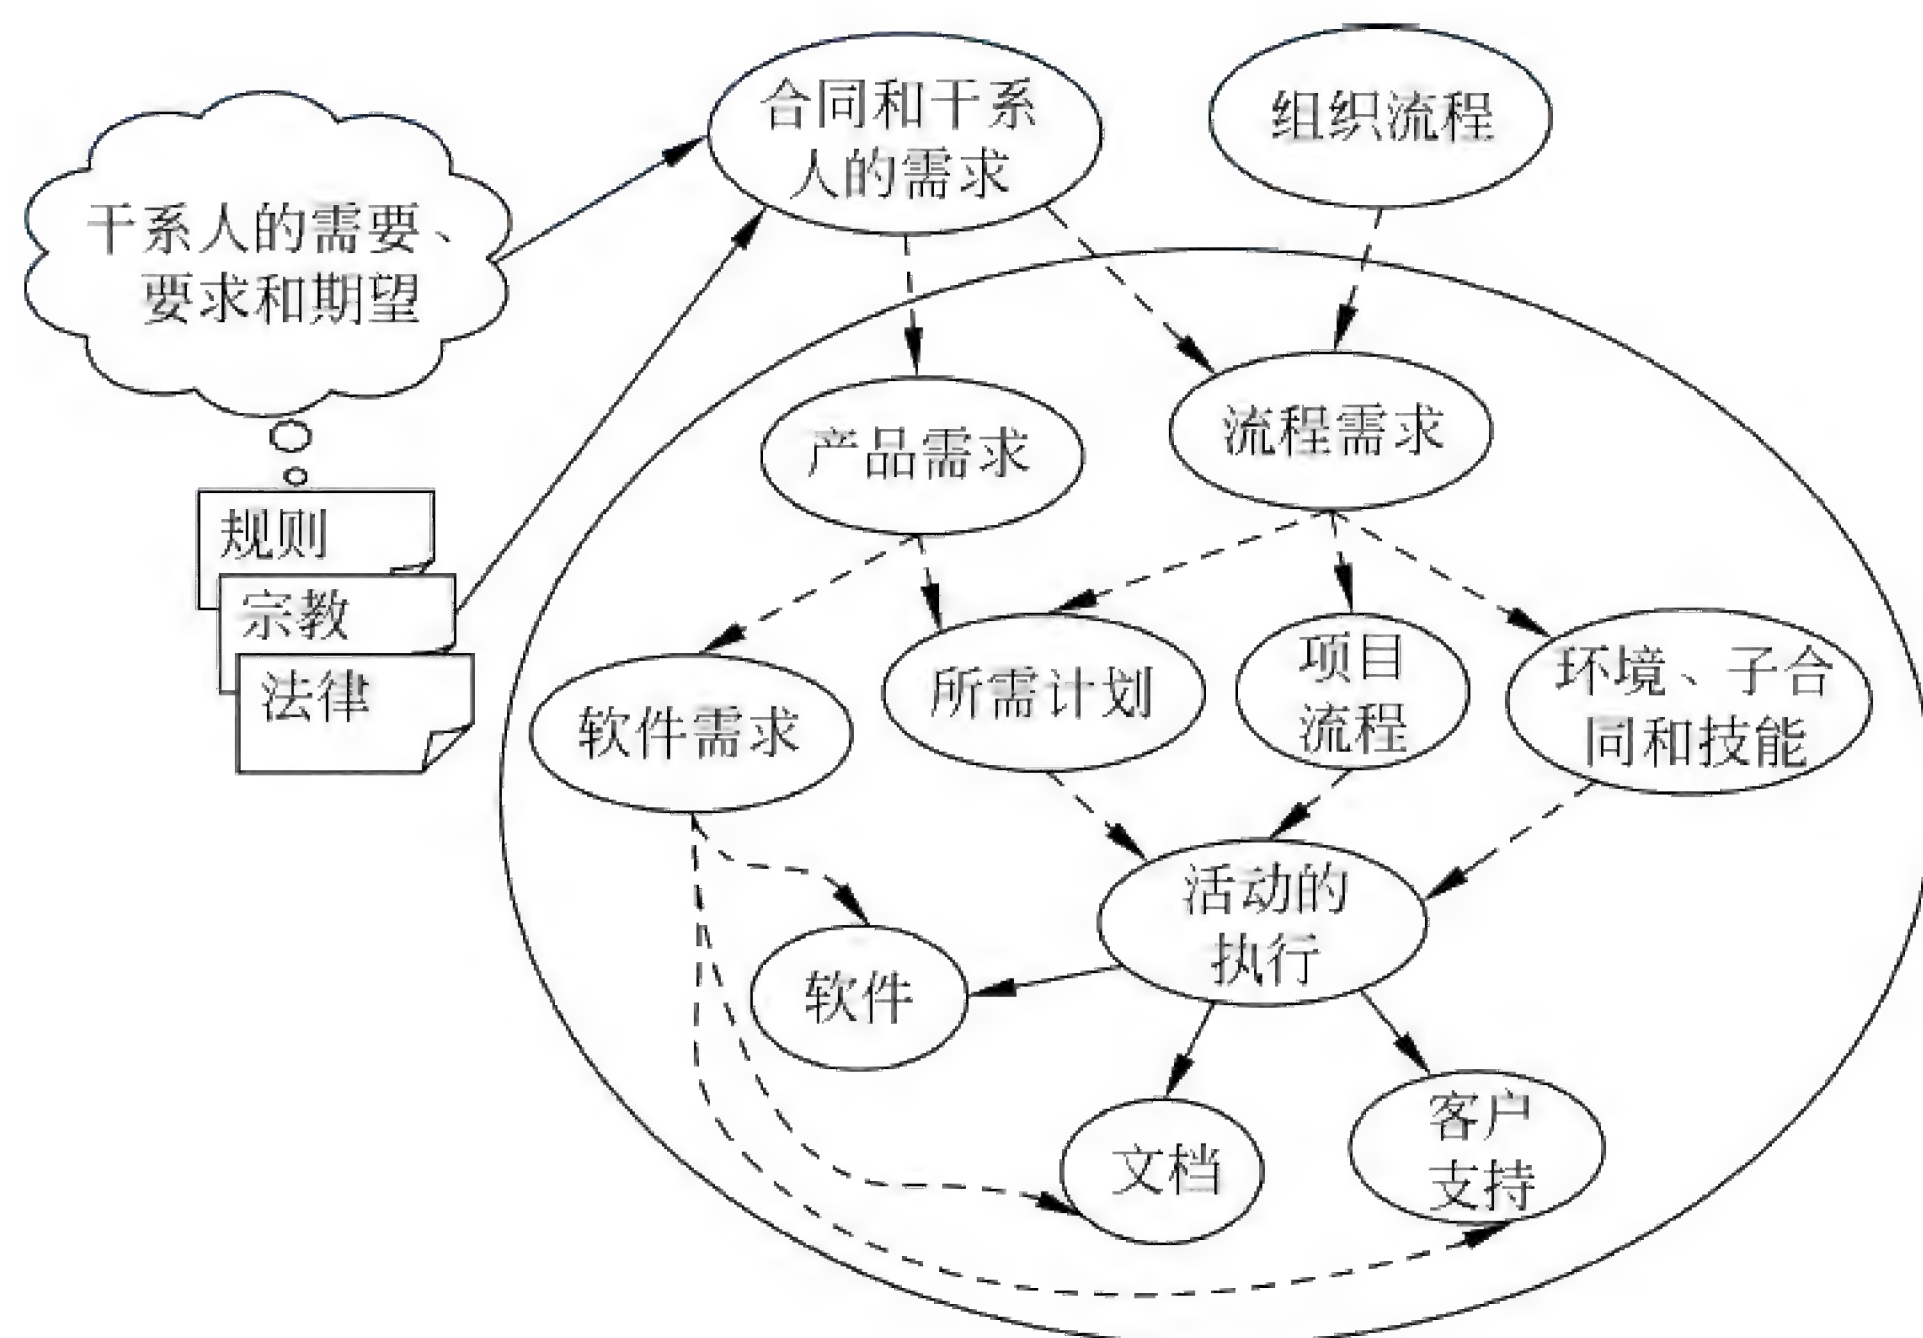 合同和干系
人的需求
组织流程
干系人的需要、
要求和期望
规则
宗教
法律
产品需求
流程需求
软件需求
所需计划
项目
流程
环境、子合
同和技能
活动的
执行
软件
文档
客户
支持